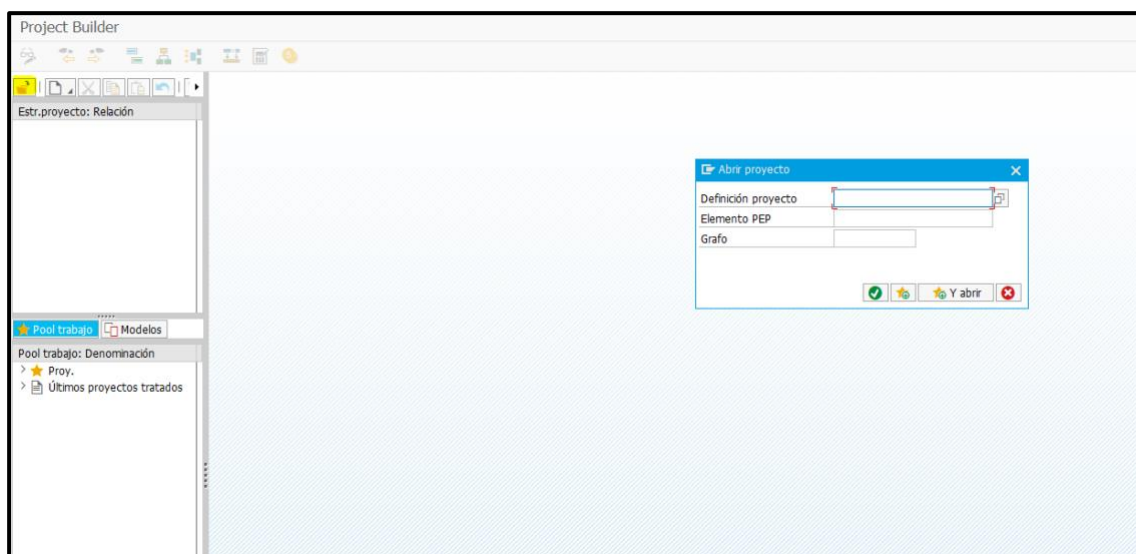 Project Builder
Estr.proyecto: Relación
Abrir proyecto
Definición proyecto
Elemento PEP
Grafo
Y abrir
Pool trabajo
Modelos
Pool trabajo: Denominación
Proy.
Últimos proyectos tratados